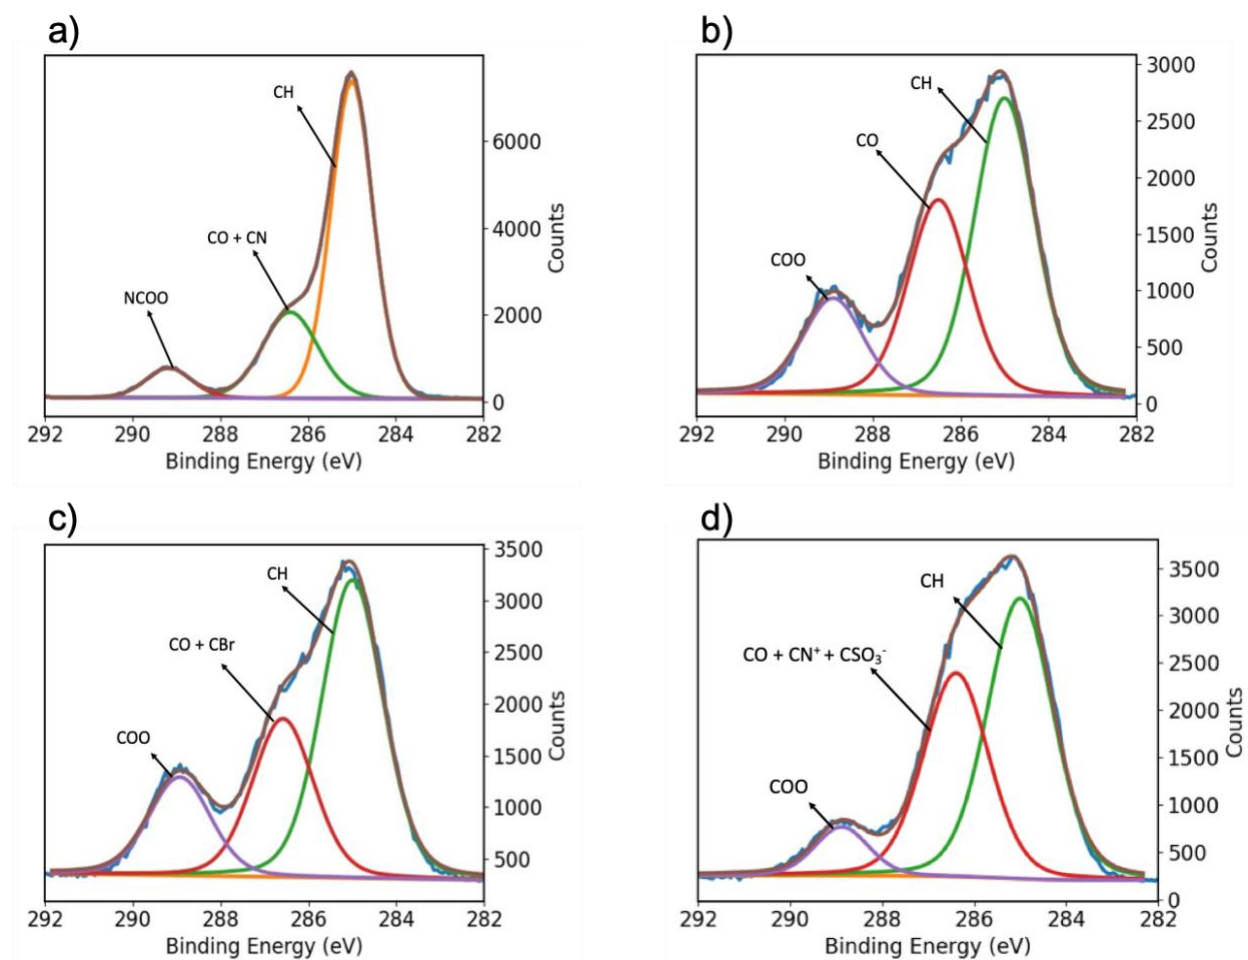 a)
CH
CO + CN
NCOO
6000
4000
2000
0
Counts
292 290 288 286 284 282
Binding Energy (eV)
b)
CH
CO
COO
3000
2500
2000
1500
1000
500
0
Counts
292 290 288 286 284 282
Binding Energy (eV)
c)
CH
CO + CBr
COO
3500
3000
2500
2000
1500
1000
500
Counts
292 290 288 286 284 282
Binding Energy (eV)
d)
CH
CO + CN⁺ + CSO₃⁻
COO
3500
3000
2500
2000
1500
1000
500
0
Counts
292 290 288 286 284 282
Binding Energy (eV)